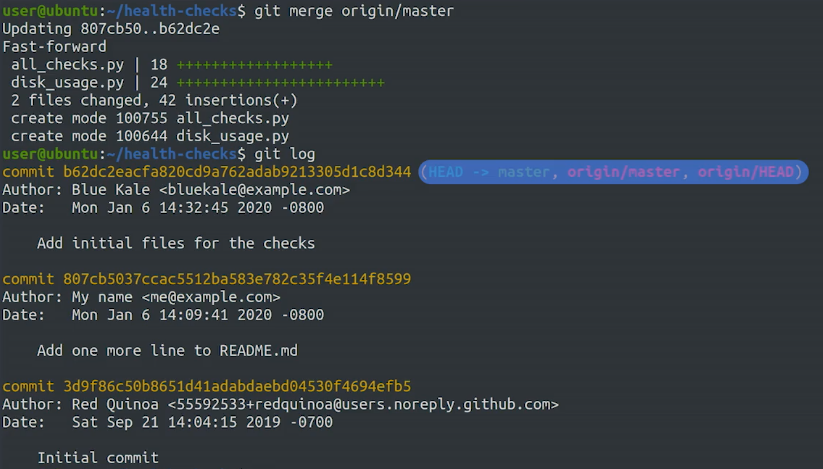 user@ubuntu:~/health-checks$ git merge origin/master
Updating 807cb50..b62dc2e
Fast-forward
 all_checks.py | 18 ++++++++++++++++++
 disk_usage.py | 24 ++++++++++++++++++++++++
 2 files changed, 42 insertions(+)
 create mode 100755 all_checks.py
 create mode 100644 disk_usage.py
user@ubuntu:~/health-checks$ git log
commit b62dc2eacfa820cd9a762adab9213305d1c8d344 (HEAD -> master, origin/master, origin/HEAD)
Author: Blue Kale <bluekale@example.com>
Date:   Mon Jan 6 14:32:45 2020 -0800
    Add initial files for the checks
commit 807cb5037ccac5512ba583e782c35f4e114f8599
Author: My name <me@example.com>
Date:   Mon Jan 6 14:09:41 2020 -0800
    Add one more line to README.md
commit 3d9f86c50b8651d41adabdaebd04530f4694efb5
Author: Red Quinoa <55592533+redquinoa@users.noreply.github.com>
Date:   Sat Sep 21 14:04:15 2019 -0700
    Initial commit